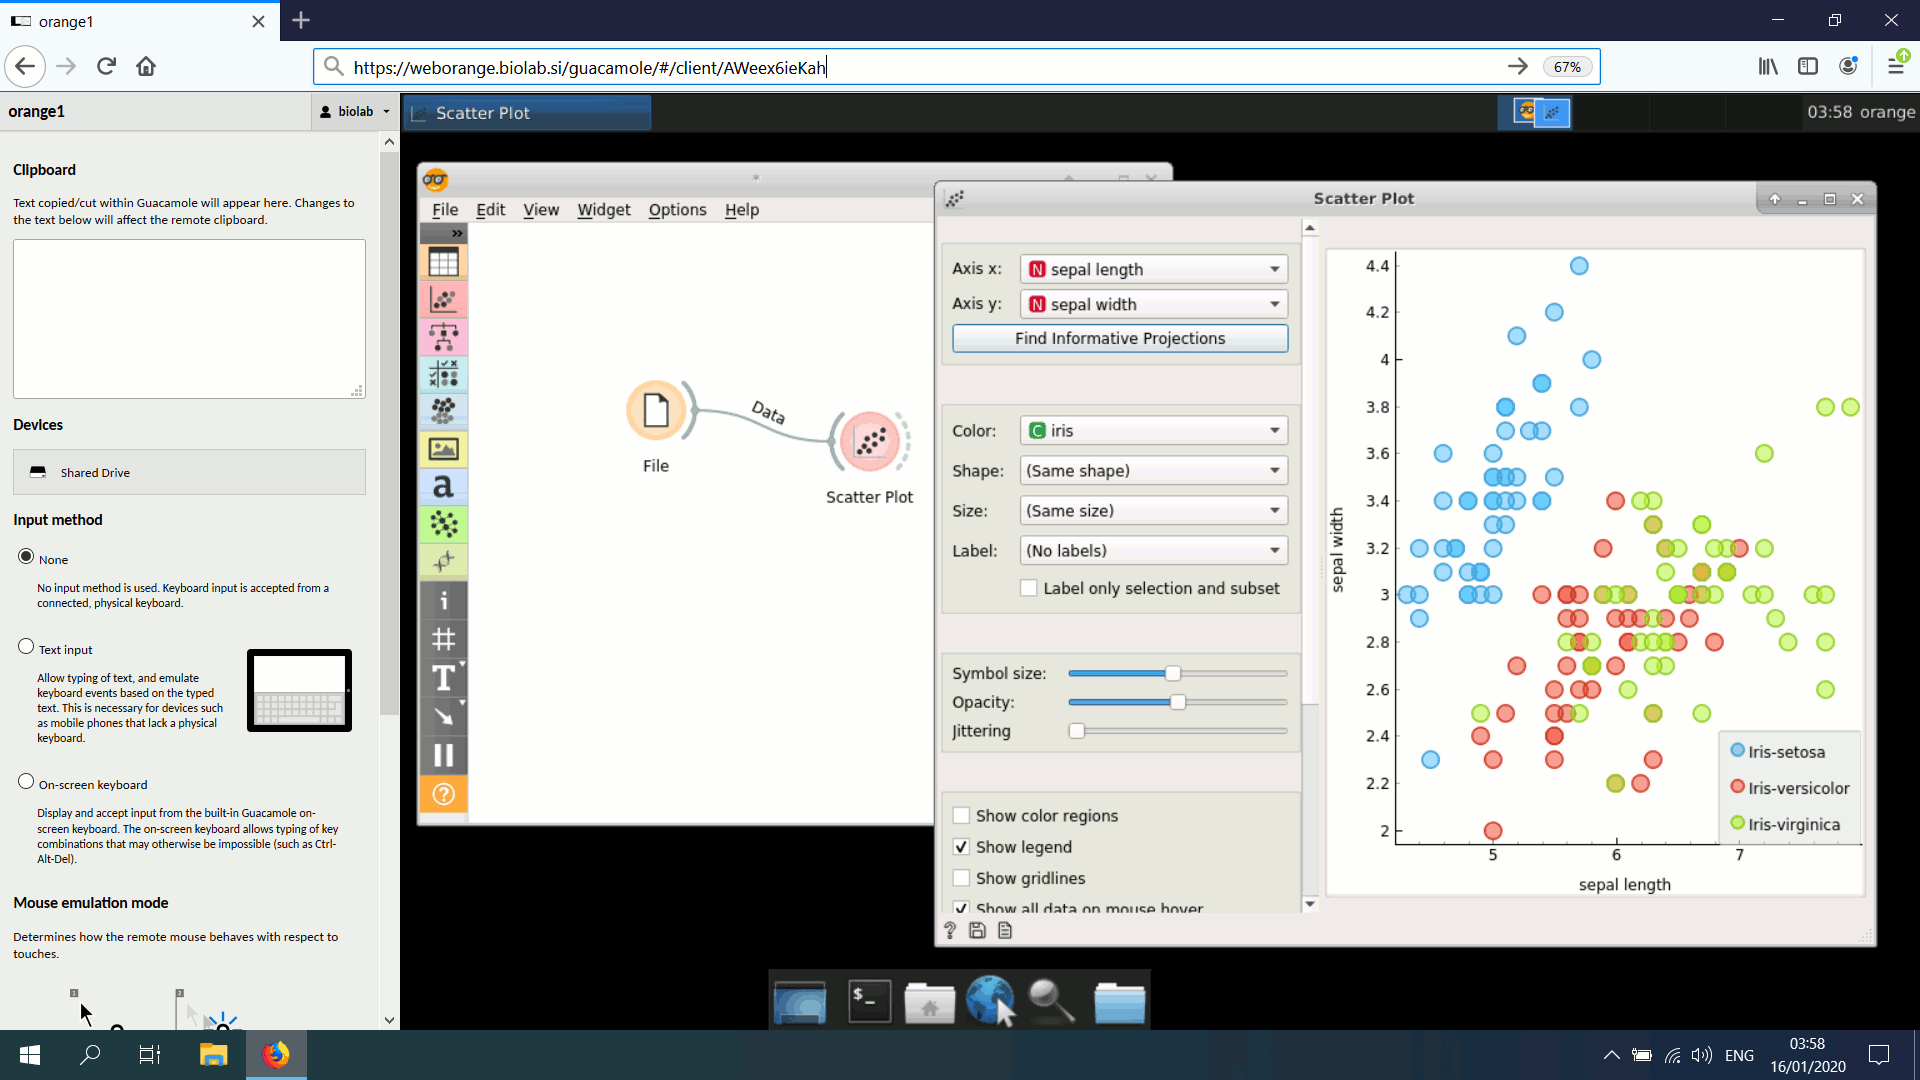 orange1
https://weborange.biolab.si/guacamole/#/client/AWeex6ieKah
67%
orange1
biolab
Scatter Plot
03:58 orange
Clipboard
Text copied/cut within Guacamole will appear here. Changes to
the text below will affect the remote clipboard.
Devices
Shared Drive
Input method
None
No input method is used. Keyboard input is accepted from a
connected, physical keyboard.
Text input
Allow typing of text, and emulate
keyboard events based on the typed
text. This is necessary for devices such
as mobile phones that lack a physical
keyboard.
On-screen keyboard
Display and accept input from the built-in Guacamole on-
screen keyboard. The on-screen keyboard allows typing of key
combinations that may otherwise be impossible (such as Ctrl-
Alt-Del).
Mouse emulation mode
Determines how the remote mouse behaves with respect to
touches.
1
2
*
File Edit View Widget Options Help
»
a
i
T
?
Data
File
Scatter Plot
Scatter Plot
Axis x: N sepal length
Axis y: N sepal width
Find Informative Projections
Color: C iris
Shape: (Same shape)
Size: (Same size)
Label: (No labels)
Label only selection and subset
Symbol size:
Opacity:
Jittering
Show color regions
Show legend
Show gridlines
Show all data on mouse hover
?
4.4
4.2
4
3.8
3.6
3.4
3.2
3
2.8
2.6
2.4
2.2
2
sepal width
5 6 7
sepal length
Iris-setosa
Iris-versicolor
Iris-virginica
$_
ENG
03:58
16/01/2020